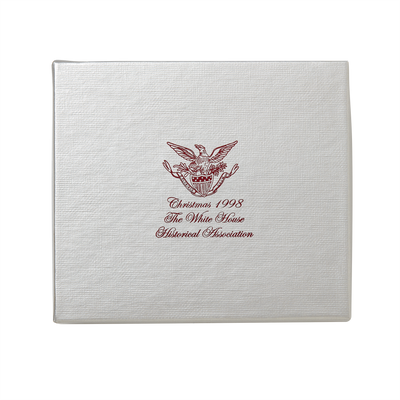 Christmas 1998
The White House
Historical Association